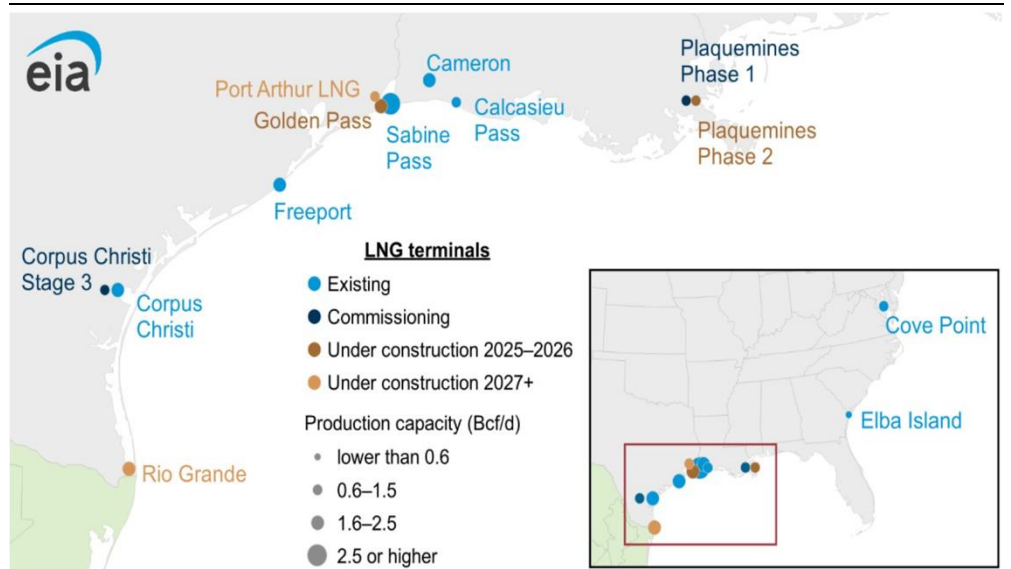 eia
Plaquemines
Phase 1
Cameron
Port Arthur LNG
Golden Pass
Calcasieu
Pass
Sabine
Pass
Plaquemines
Phase 2
Freeport
Corpus Christi
Stage 3
Corpus
Christi
LNG terminals
Existing
Commissioning
Under construction 2025–2026
Under construction 2027+
Production capacity (Bcf/d)
lower than 0.6
0.6–1.5
1.6–2.5
2.5 or higher
Rio Grande
Cove Point
Elba Island